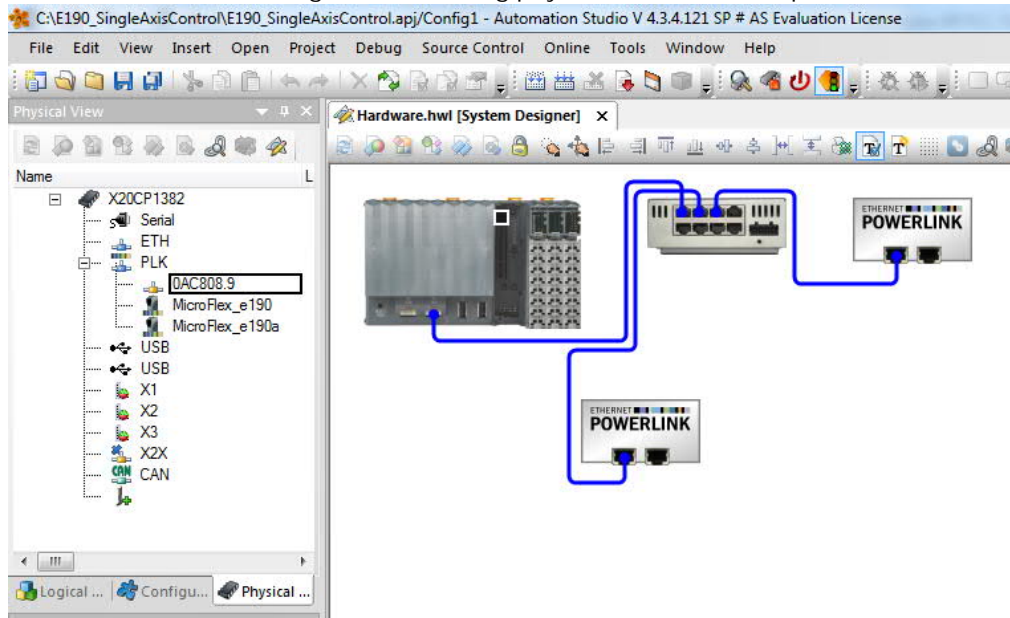 C:\E190_SingleAxisControl\E190_SingleAxisControl.apj/Config1 - Automation Studio V 4.3.4.121 SP # AS Evaluation License
File Edit View Insert Open Project Debug Source Control Online Tools Window Help
Physical View
Hardware.hwl [System Designer] X
Name L
X20CP1382
Serial
ETH
PLK
0AC808.9
MicroFlex_e190
MicroFlex_e190a
USB
USB
X1
X2
X3
X2X
CAN CAN
ETHERNET
POWERLINK
ETHERNET
POWERLINK
Logical ... Configu... Physical ...